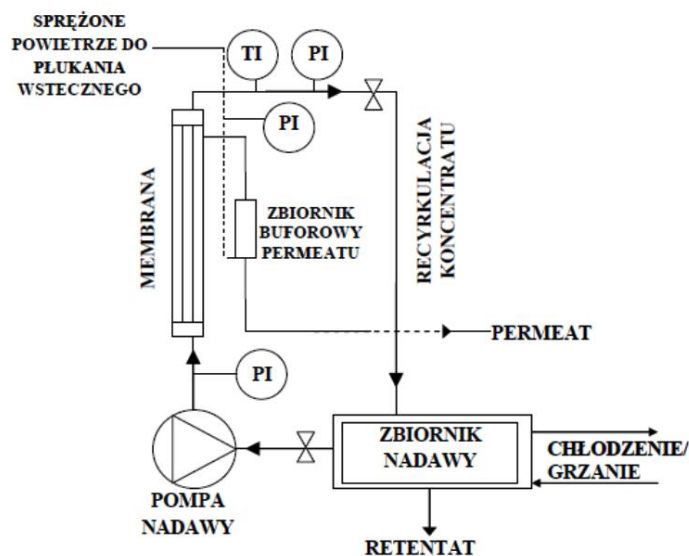 SPRĘŻONE
POWIETRZE DO
PŁUKANIA
WSTECZNEGO
TI
PI
PI
MEMBRANA
ZBIORNIK
BUFOROWY
PERMEATU
RECYRKULACJA
KONCENTRATU
PERMEAT
PI
POMPA
NADAWY
ZBIORNIK
NADAWY
CHŁODZENIE/
GRZANIE
RETENTAT